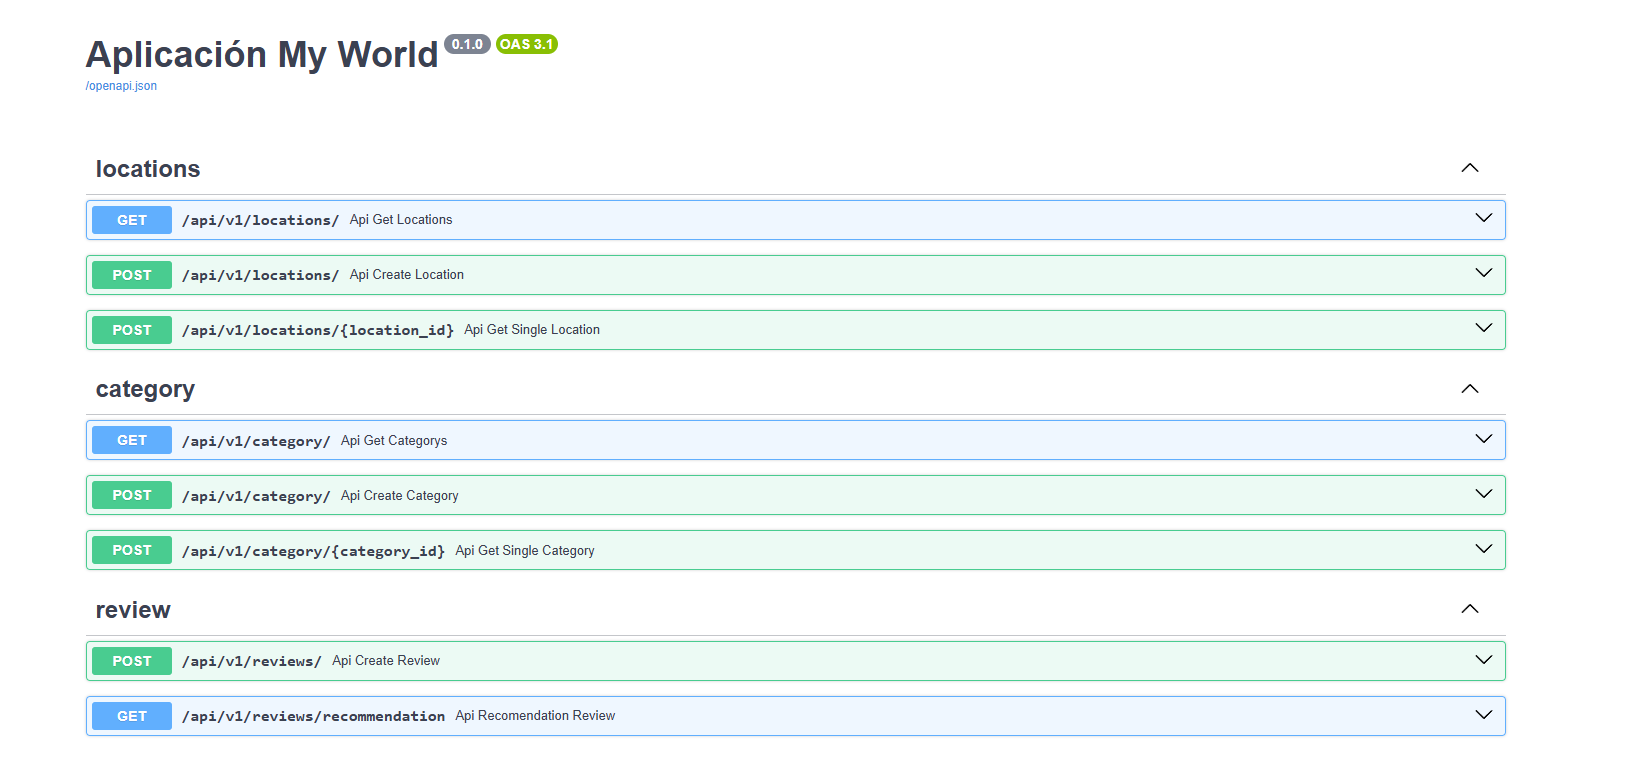 Aplicación My World 0.1.0 OAS 3.1
/openapi.json
locations
GET /api/v1/locations/ Api Get Locations
POST /api/v1/locations/ Api Create Location
POST /api/v1/locations/{location_id} Api Get Single Location
category
GET /api/v1/category/ Api Get Categorys
POST /api/v1/category/ Api Create Category
POST /api/v1/category/{category_id} Api Get Single Category
review
POST /api/v1/reviews/ Api Create Review
GET /api/v1/reviews/recommendation Api Recomendation Review